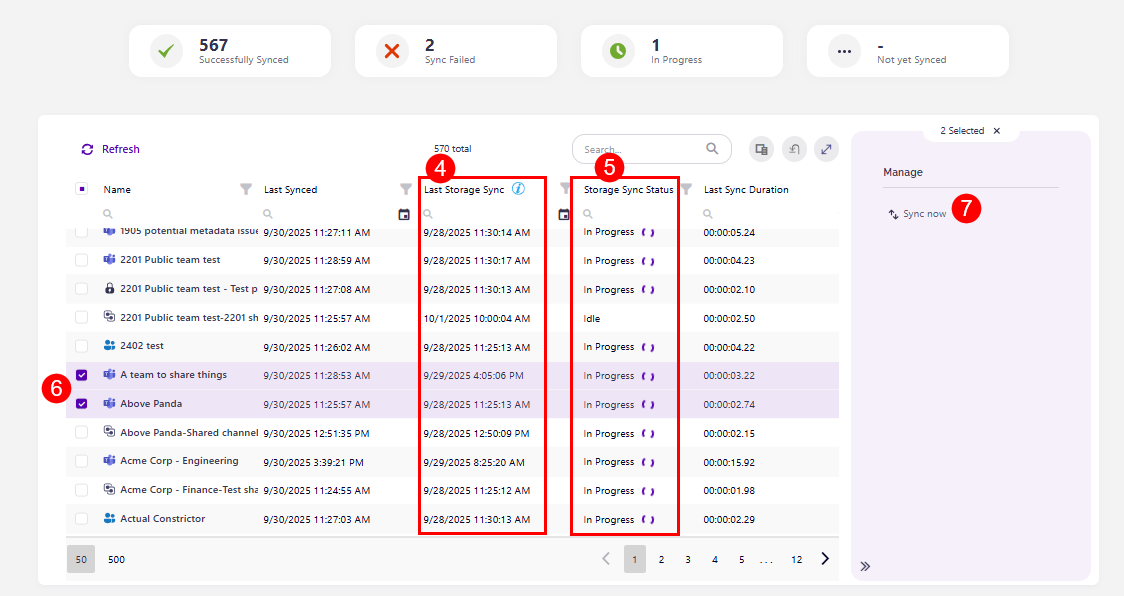 567
Successfully Synced
2
Sync Failed
1
In Progress
-
Not yet Synced
Refresh
570 total
Search...
2 Selected
4
5
Name
Last Synced
Last Storage Sync
Storage Sync Status
Last Sync Duration
Manage
Sync now
7
1905 potential metadata issue 9/30/2025 11:27:11 AM 9/28/2025 11:30:14 AM In Progress 00:00:05.24
2201 Public team test 9/30/2025 11:28:59 AM 9/28/2025 11:30:17 AM In Progress 00:00:04.23
2201 Public team test - Test p 9/30/2025 11:27:08 AM 9/28/2025 11:30:13 AM In Progress 00:00:02.10
2201 Public team test-2201 sh 9/30/2025 11:25:57 AM 10/1/2025 10:00:04 AM Idle 00:00:02.50
2402 test 9/30/2025 11:26:02 AM 9/28/2025 11:25:13 AM In Progress 00:00:04.22
A team to share things 9/30/2025 11:28:53 AM 9/29/2025 4:05:06 PM In Progress 00:00:03.22
6
Above Panda 9/30/2025 11:25:57 AM 9/28/2025 11:25:13 AM In Progress 00:00:02.74
Above Panda-Shared channel 9/30/2025 12:51:35 PM 9/28/2025 12:50:09 PM In Progress 00:00:02.15
Acme Corp - Engineering 9/30/2025 3:39:21 PM 9/29/2025 8:25:20 AM In Progress 00:00:15.92
Acme Corp - Finance-Test sha 9/30/2025 11:24:55 AM 9/28/2025 11:25:12 AM In Progress 00:00:01.98
Actual Constrictor 9/30/2025 11:27:03 AM 9/28/2025 11:30:13 AM In Progress 00:00:02.29
50 500
1 2 3 4 5 ... 12